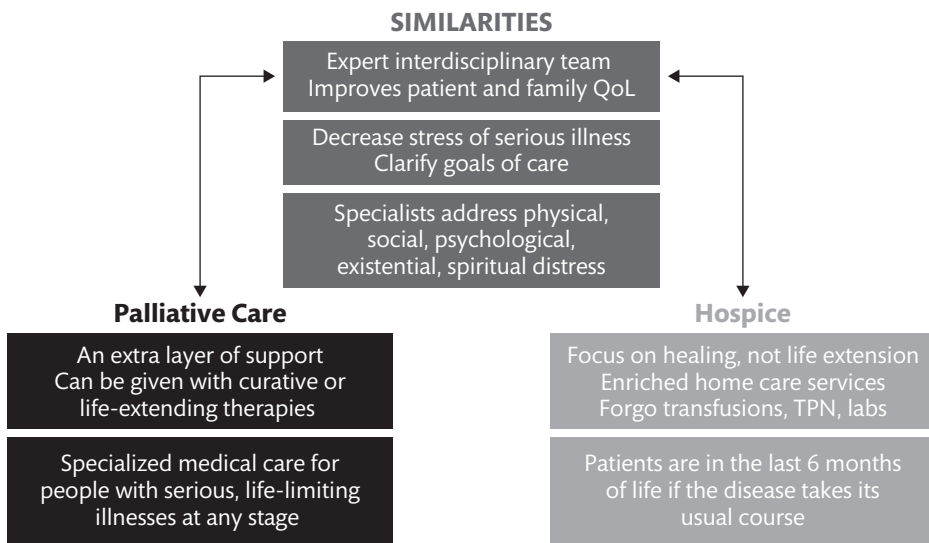 SIMILARITIES
Expert interdisciplinary team
Improves patient and family QoL
Decrease stress of serious illness
Clarify goals of care
Specialists address physical,
social, psychological,
existential, spiritual distress
Palliative Care
An extra layer of support
Can be given with curative or
life-extending therapies
Specialized medical care for
people with serious, life-limiting
illnesses at any stage
Hospice
Focus on healing, not life extension
Enriched home care services
Forgo transfusions, TPN, labs
Patients are in the last 6 months
of life if the disease takes its
usual course